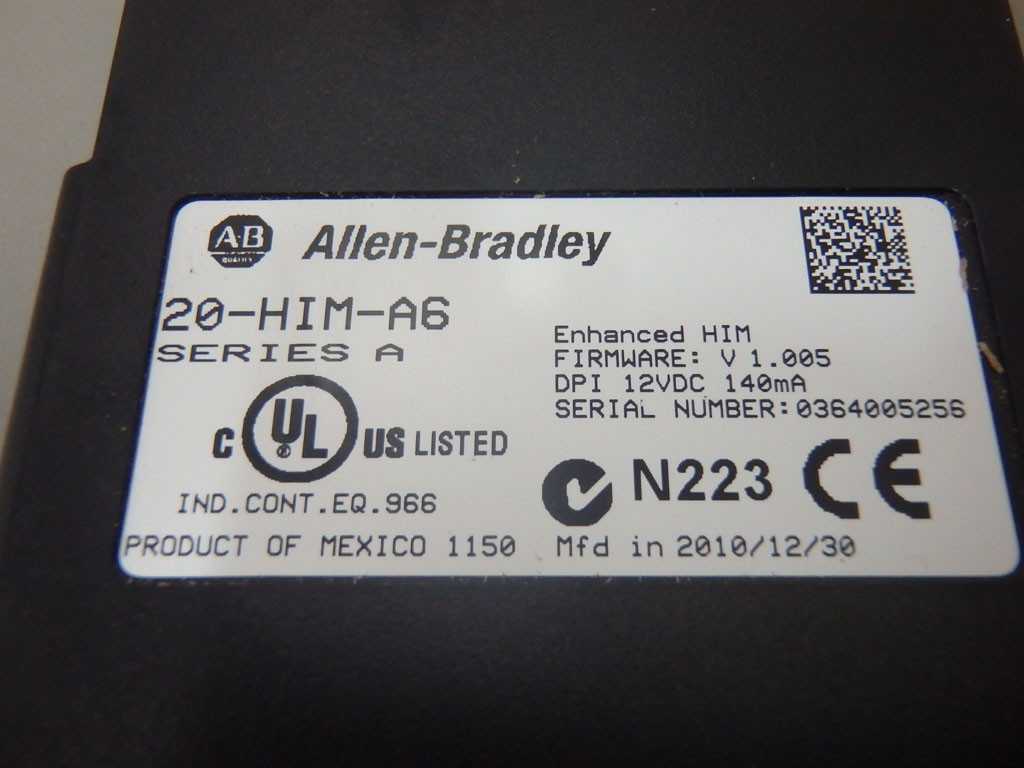 AB
QUALITY
Allen-Bradley
20-HIM-A6
SERIES A
Enhanced HIM
FIRMWARE: V 1.005
DPI 12VDC 140mA
SERIAL NUMBER:0364005256
C UL ® US LISTED
IND.CONT.EQ.966
N223 CE
PRODUCT OF MEXICO 1150 Mfd in 2010/12/30